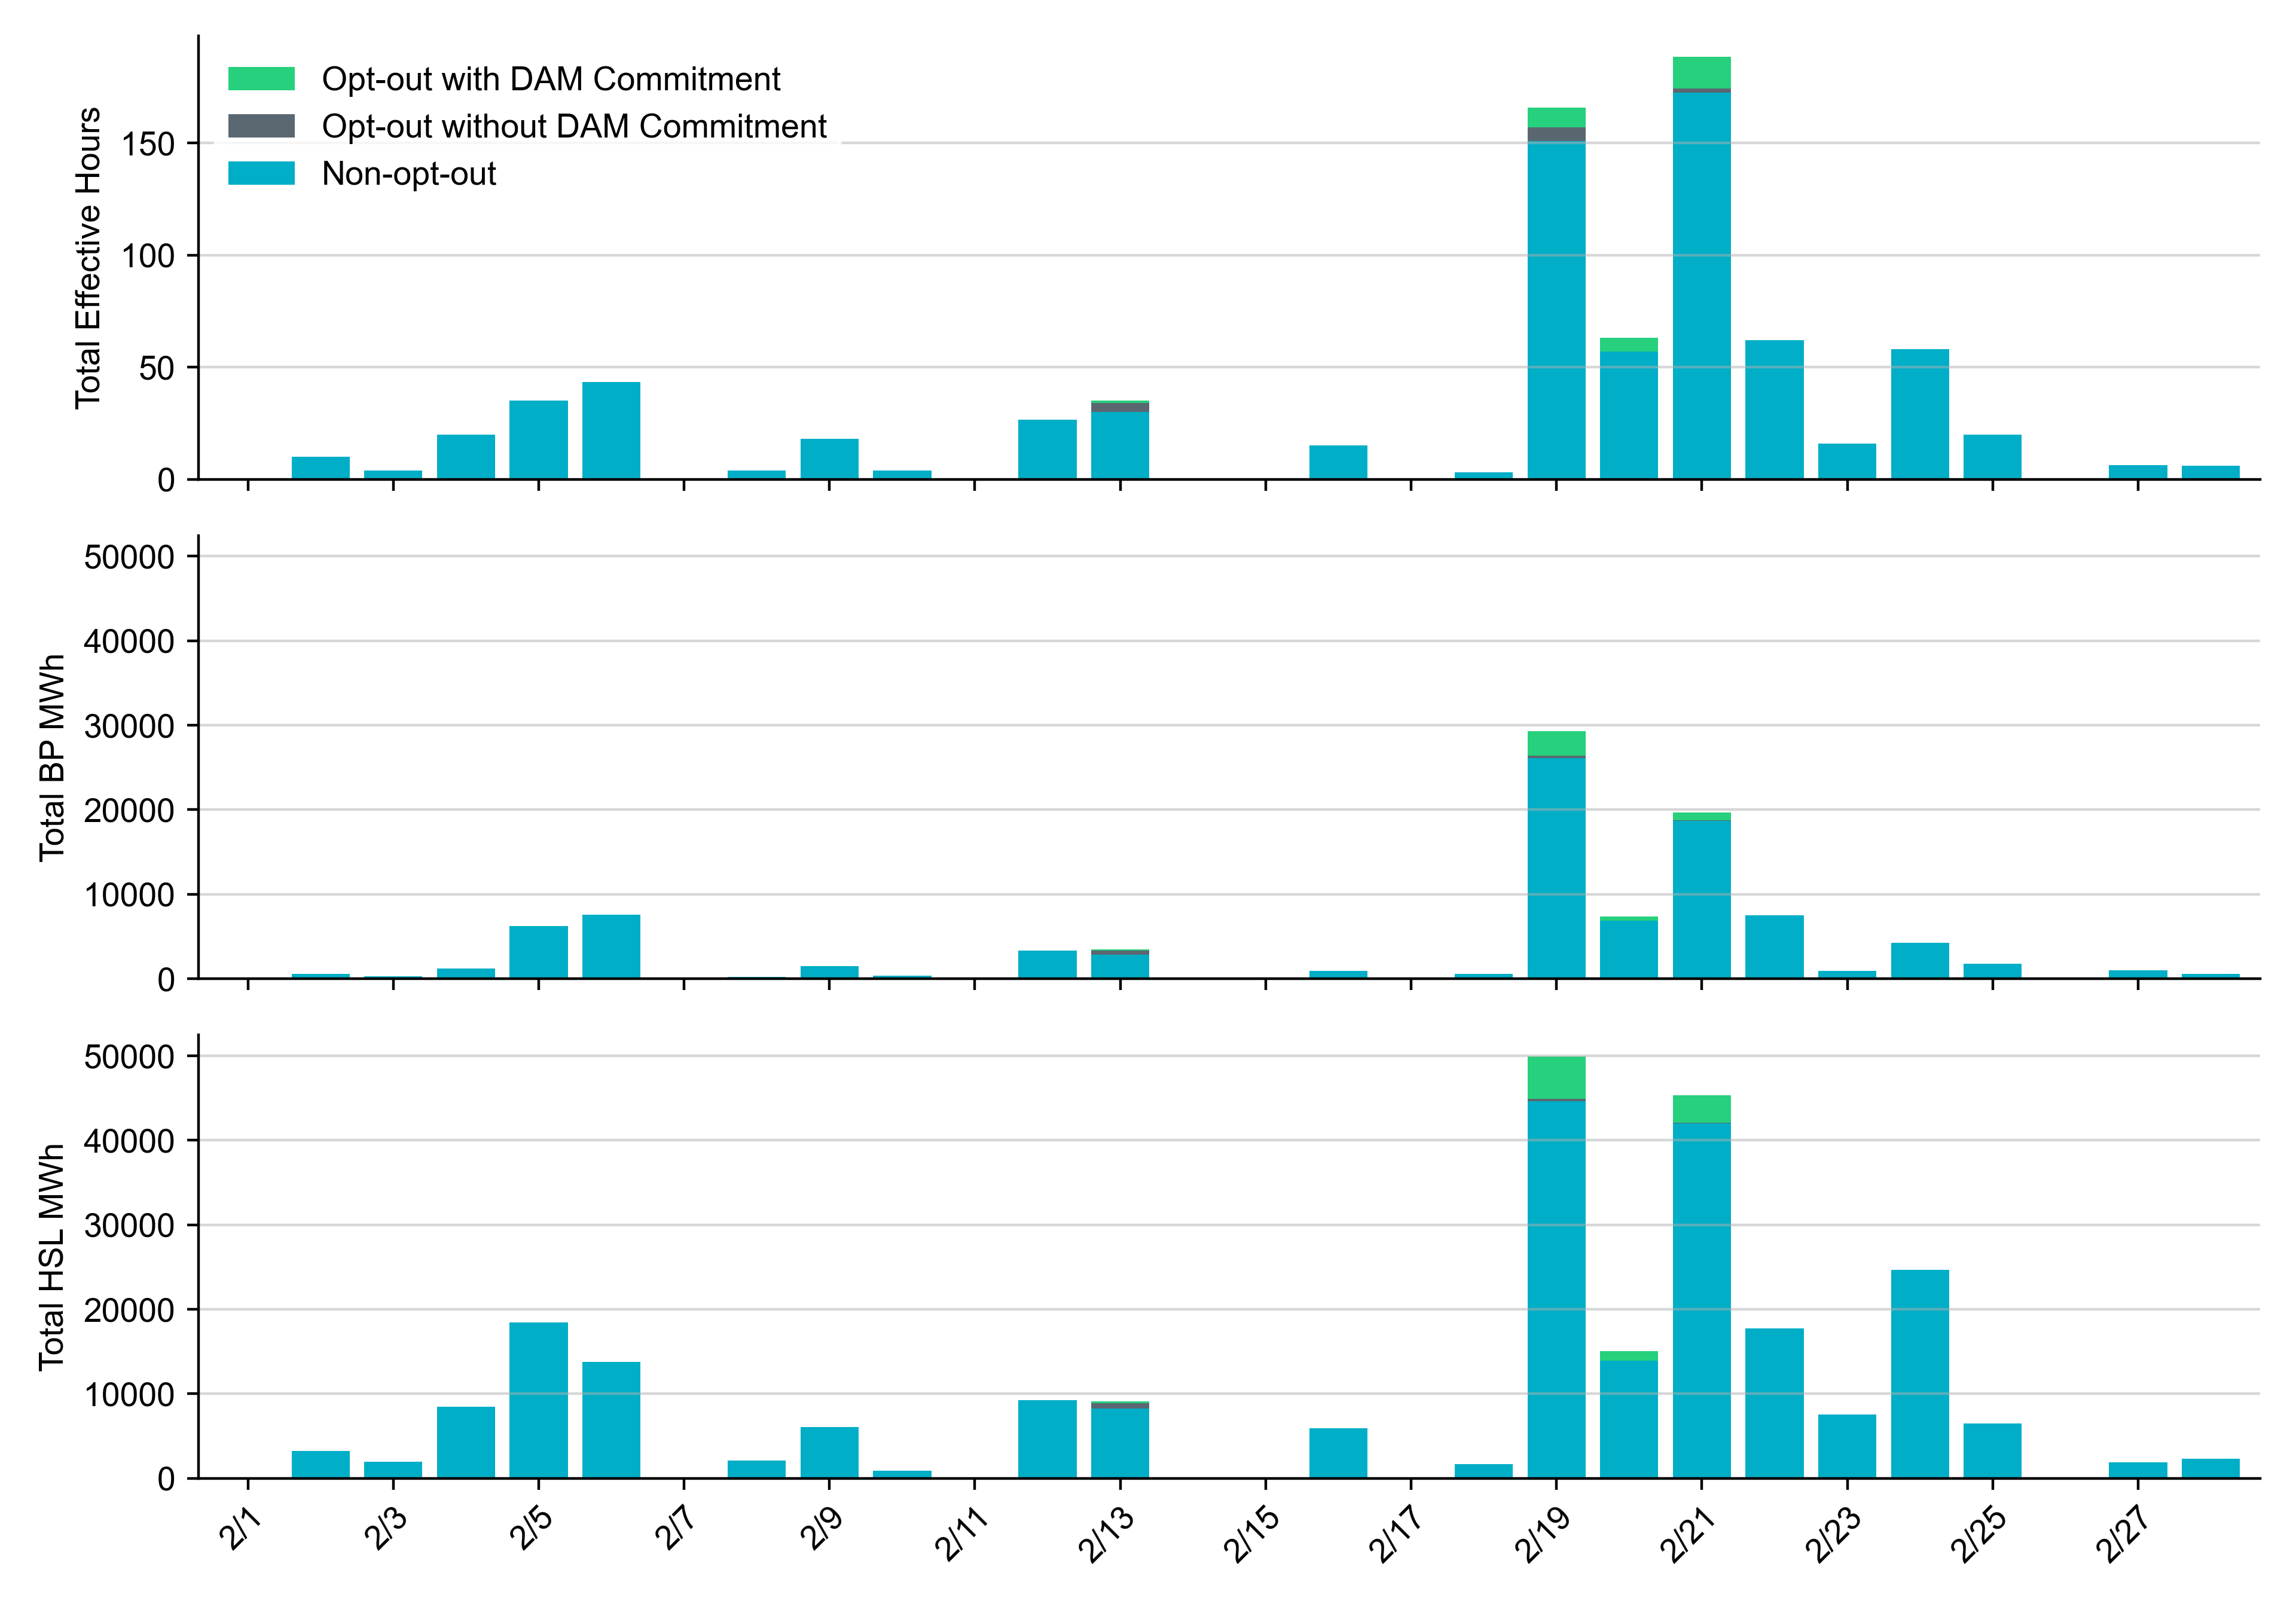 Opt-out with DAM Commitment
Opt-out without DAM Commitment
Non-opt-out
Total Effective Hours
150
100
50
0
Total BP MWh
50000
40000
30000
20000
10000
0
Total HSL MWh
50000
40000
30000
20000
10000
0
2/1 2/3 2/5 2/7 2/9 2/11 2/13 2/15 2/17 2/19 2/21 2/23 2/25 2/27